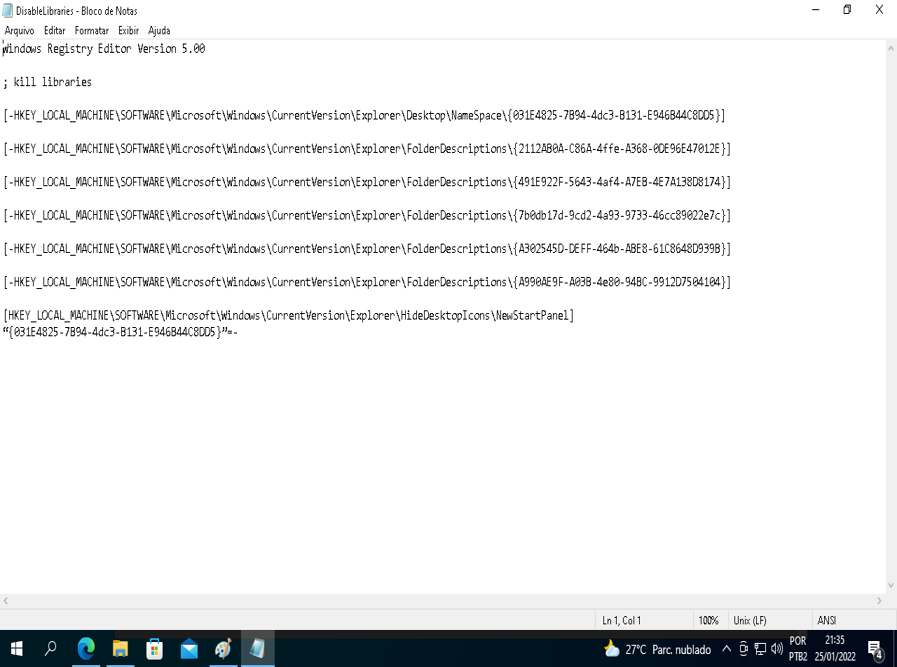 DisableLibraries - Bloco de Notas
Arquivo Editar Formatar Exibir Ajuda
Windows Registry Editor Version 5.00
; kill libraries
[-HKEY_LOCAL_MACHINE\SOFTWARE\Microsoft\Windows\CurrentVersion\Explorer\Desktop\NameSpace\{031E4825-7B94-4dc3-B131-E946B44C8DD5}]
[-HKEY_LOCAL_MACHINE\SOFTWARE\Microsoft\Windows\CurrentVersion\Explorer\FolderDescriptions\{2112AB0A-C86A-4ffe-A368-0DE96E47012E}]
[-HKEY_LOCAL_MACHINE\SOFTWARE\Microsoft\Windows\CurrentVersion\Explorer\FolderDescriptions\{491E922F-5643-4af4-A7EB-4E7A138D8174}]
[-HKEY_LOCAL_MACHINE\SOFTWARE\Microsoft\Windows\CurrentVersion\Explorer\FolderDescriptions\{7b0db17d-9cd2-4a93-9733-46cc89022e7c}]
[-HKEY_LOCAL_MACHINE\SOFTWARE\Microsoft\Windows\CurrentVersion\Explorer\FolderDescriptions\{A302545D-DEFF-464b-ABE8-61C8648D939B}]
[-HKEY_LOCAL_MACHINE\SOFTWARE\Microsoft\Windows\CurrentVersion\Explorer\FolderDescriptions\{A990AE9F-A03B-4e80-94BC-9912D7504104}]
[HKEY_LOCAL_MACHINE\SOFTWARE\Microsoft\Windows\CurrentVersion\Explorer\HideDesktopIcons\NewStartPanel]
“{031E4825-7B94-4dc3-B131-E946B44C8DD5}”=-
Ln 1, Col 1 100% Unix (LF) ANSI
27°C Parc. nublado
POR
PTB2
21:35
25/01/2022
4